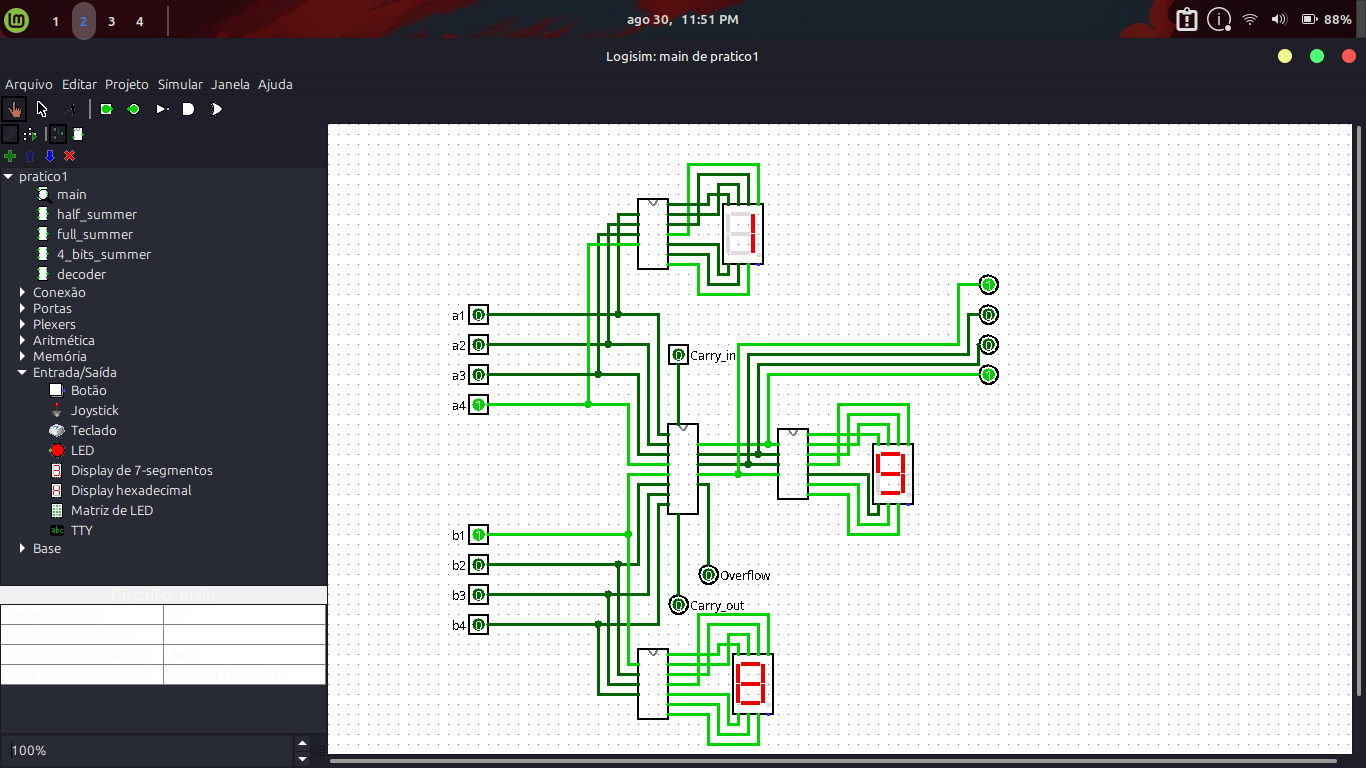 1 2 3 4
ago 30, 11:51 PM
88%
Logisim: main de pratico1
Arquivo Editar Projeto Simular Janela Ajuda
A
pratico1
main
half_summer
full_summer
4_bits_summer
decoder
Conexão
Portas
Plexers
Aritmética
Memória
Entrada/Saída
Botão
Joystick
Teclado
LED
Display de 7-segmentos
Display hexadecimal
Matriz de LED
abc TTY
Base
Circuito: main
100%
1
a1 0
a2 0
a3 0
a4 1
0 Carry_in
b1 1
b2 0
b3 0
b4 0
0 Overflow
0 Carry_out
1
0
0
1
9
8